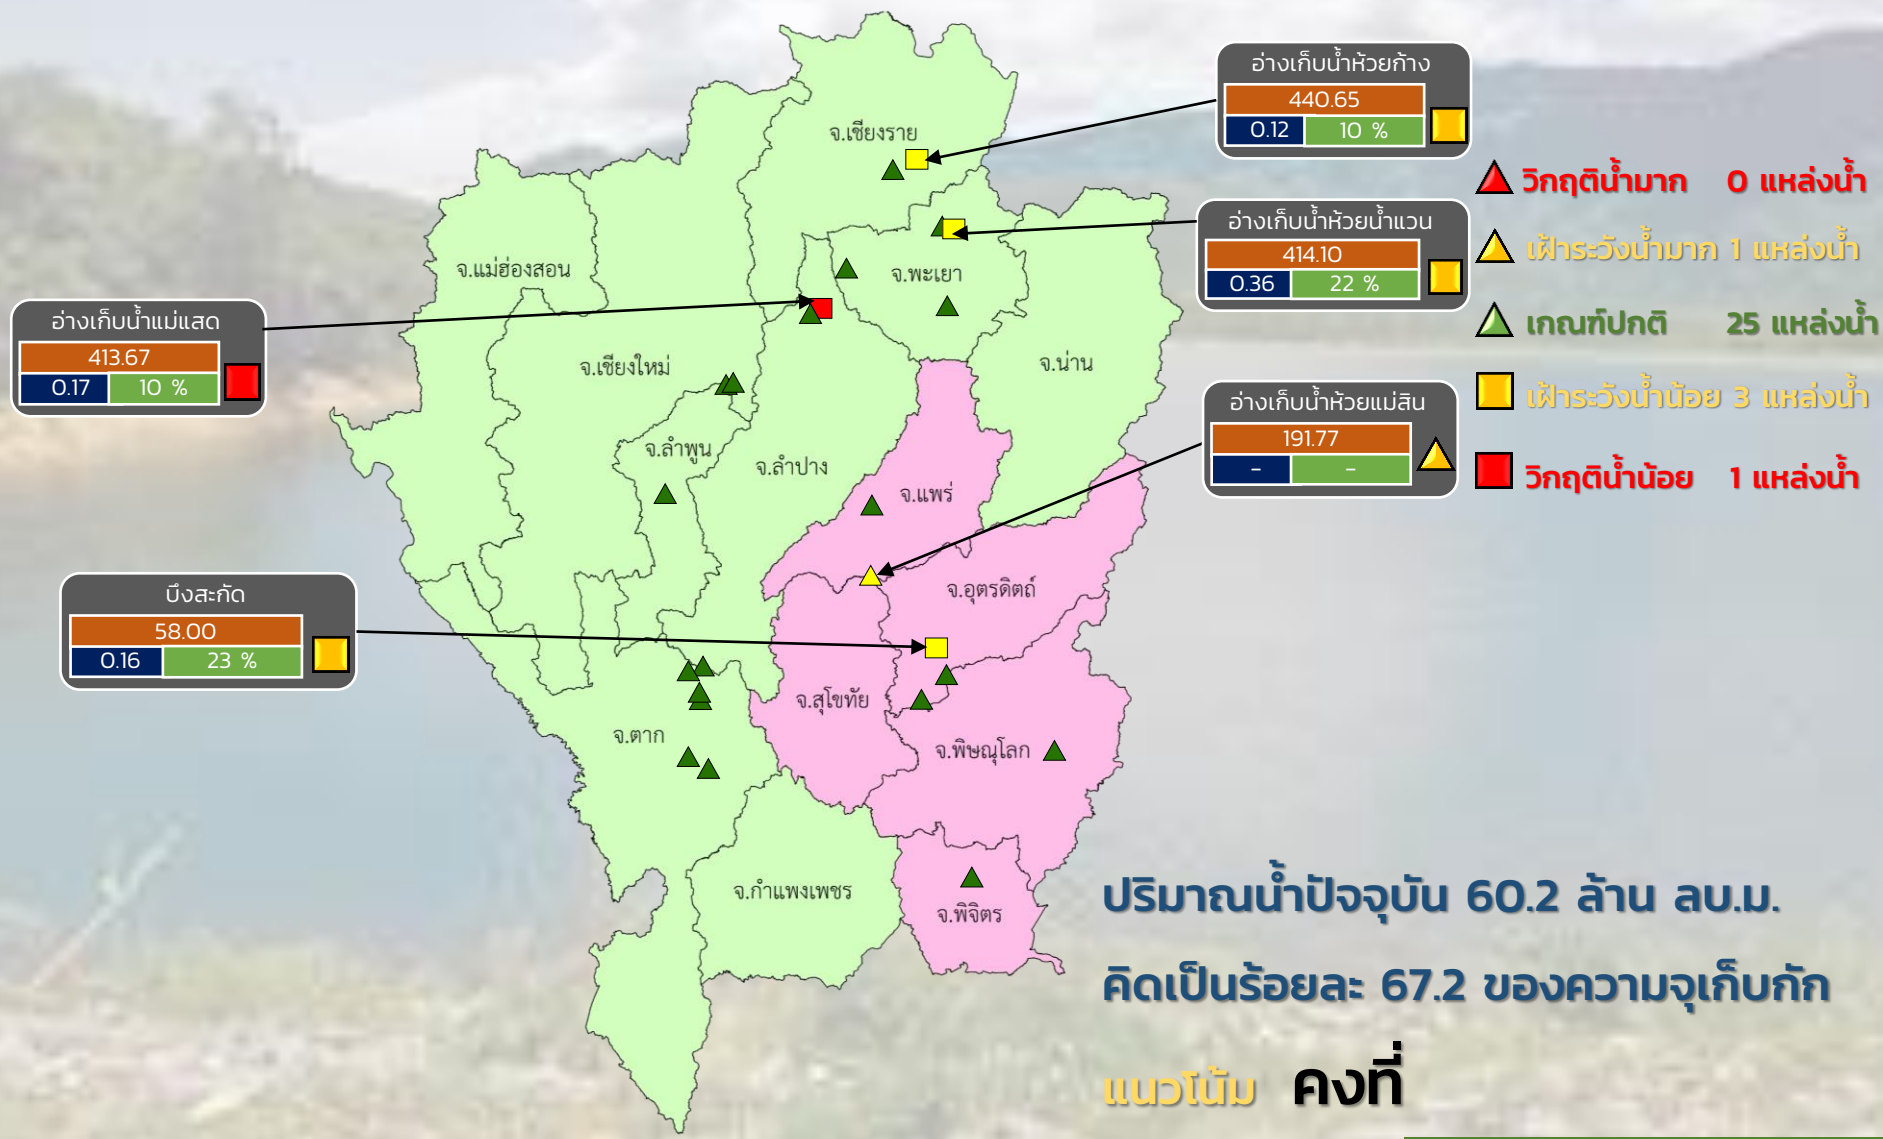 อ่างเก็บน้ำห้วยก้าง
440.65
0.12 10 %
จ.เชียงราย
วิกฤติน้ำมาก 0 แหล่งน้ำ
อ่างเก็บน้ำห้วยน้ำแวน
414.10
0.36 22 %
เฝ้าระวังน้ำมาก 1 แหล่งน้ำ
จ.แม่ฮ่องสอน
จ.พะเยา
อ่างเก็บน้ำแม่แสด
413.67
0.17 10 %
เกณฑ์ปกติ 25 แหล่งน้ำ
จ.เชียงใหม่
จ.น่าน
อ่างเก็บน้ำห้วยแม่สิน
191.77
- -
เฝ้าระวังน้ำน้อย 3 แหล่งน้ำ
จ.ลำพูน
จ.ลำปาง
จ.แพร่
วิกฤติน้ำน้อย 1 แหล่งน้ำ
บึงสะกัด
58.00
0.16 23 %
จ.อุตรดิตถ์
จ.สุโขทัย
จ.ตาก
จ.พิษณุโลก
จ.กำแพงเพชร
จ.พิจิตร
ปริมาณน้ำปัจจุบัน 60.2 ล้าน ลบ.ม.
คิดเป็นร้อยละ 67.2 ของความจุเก็บกัก
แนวโน้ม คงที่